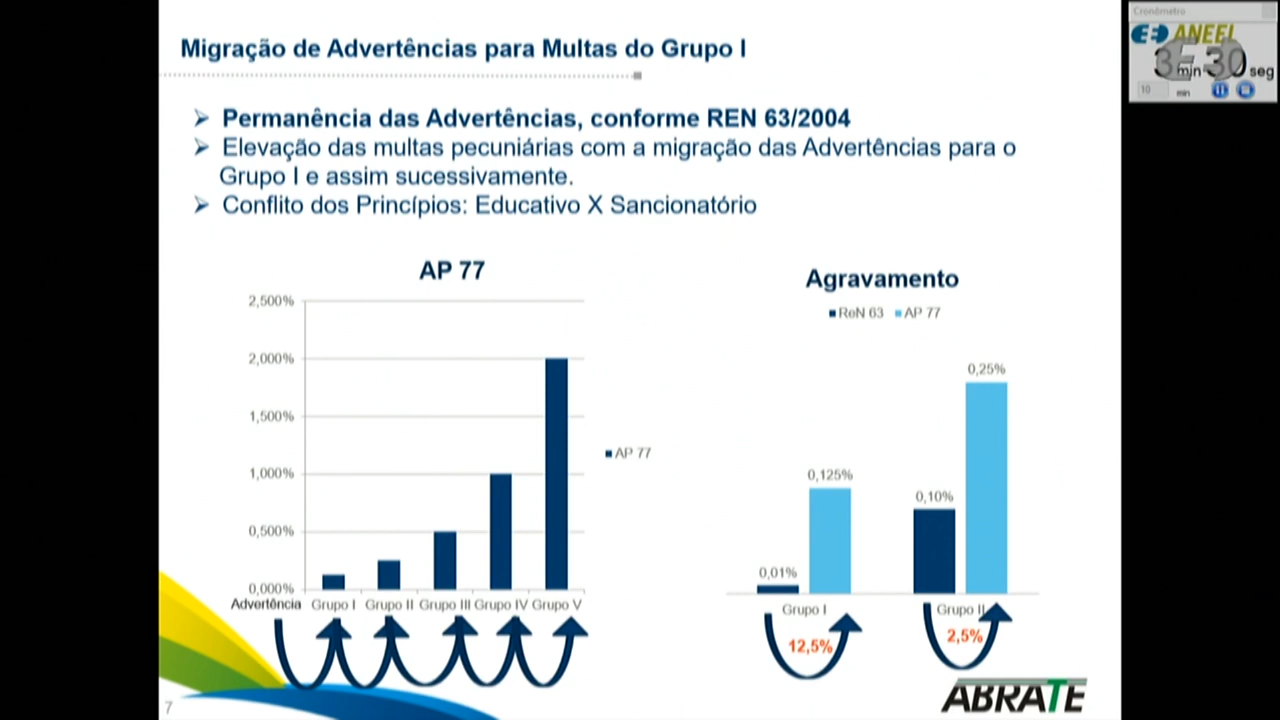 Migração de Advertências para Multas do Grupo I
Cronômetro
ANEEL
3 min 30 seg
10 min
Permanência das Advertências, conforme REN 63/2004
Elevação das multas pecuniárias com a migração das Advertências para o
Grupo I e assim sucessivamente.
Conflito dos Princípios: Educativo X Sancionatório
AP 77
2,500%
2,000%
1,500%
1,000%
0,500%
0,000%
Advertência Grupo I Grupo II Grupo III Grupo IV Grupo V
AP 77
Agravamento
ReN 63 AP 77
0,25%
0,125%
0,10%
0,01%
Grupo I Grupo II
12,5% 2,5%
7
ABRATE